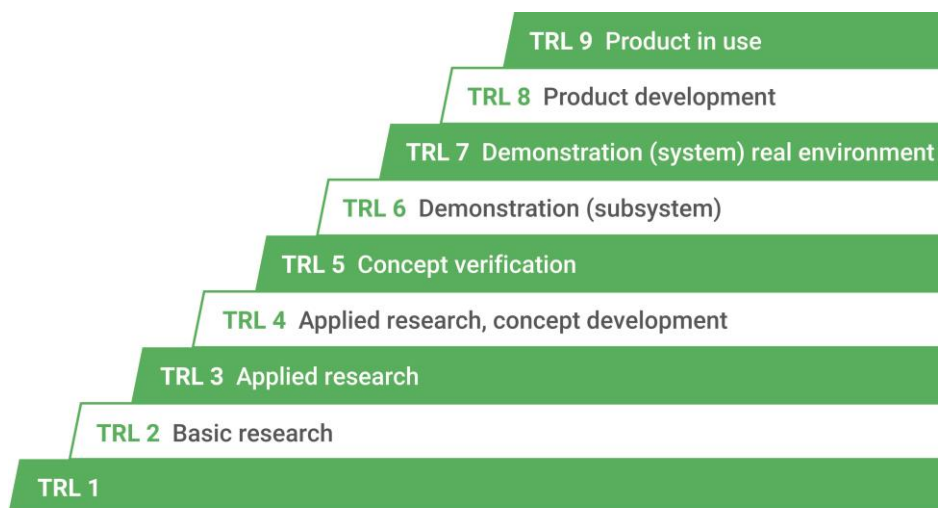 TRL 9 Product in use
TRL 8 Product development
TRL 7 Demonstration (system) real environment
TRL 6 Demonstration (subsystem)
TRL 5 Concept verification
TRL 4 Applied research, concept development
TRL 3 Applied research
TRL 2 Basic research
TRL 1